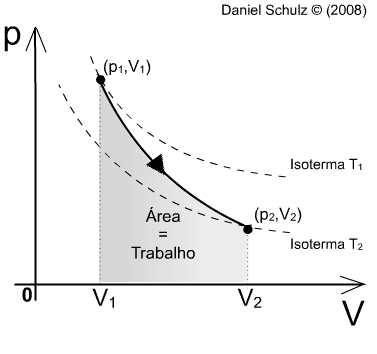 Daniel Schulz © (2008)
p
(p₁,V₁)
Isoterma T₁
(p₂,V₂)
Área
=
Trabalho
Isoterma T₂
0
V₁
V₂
V